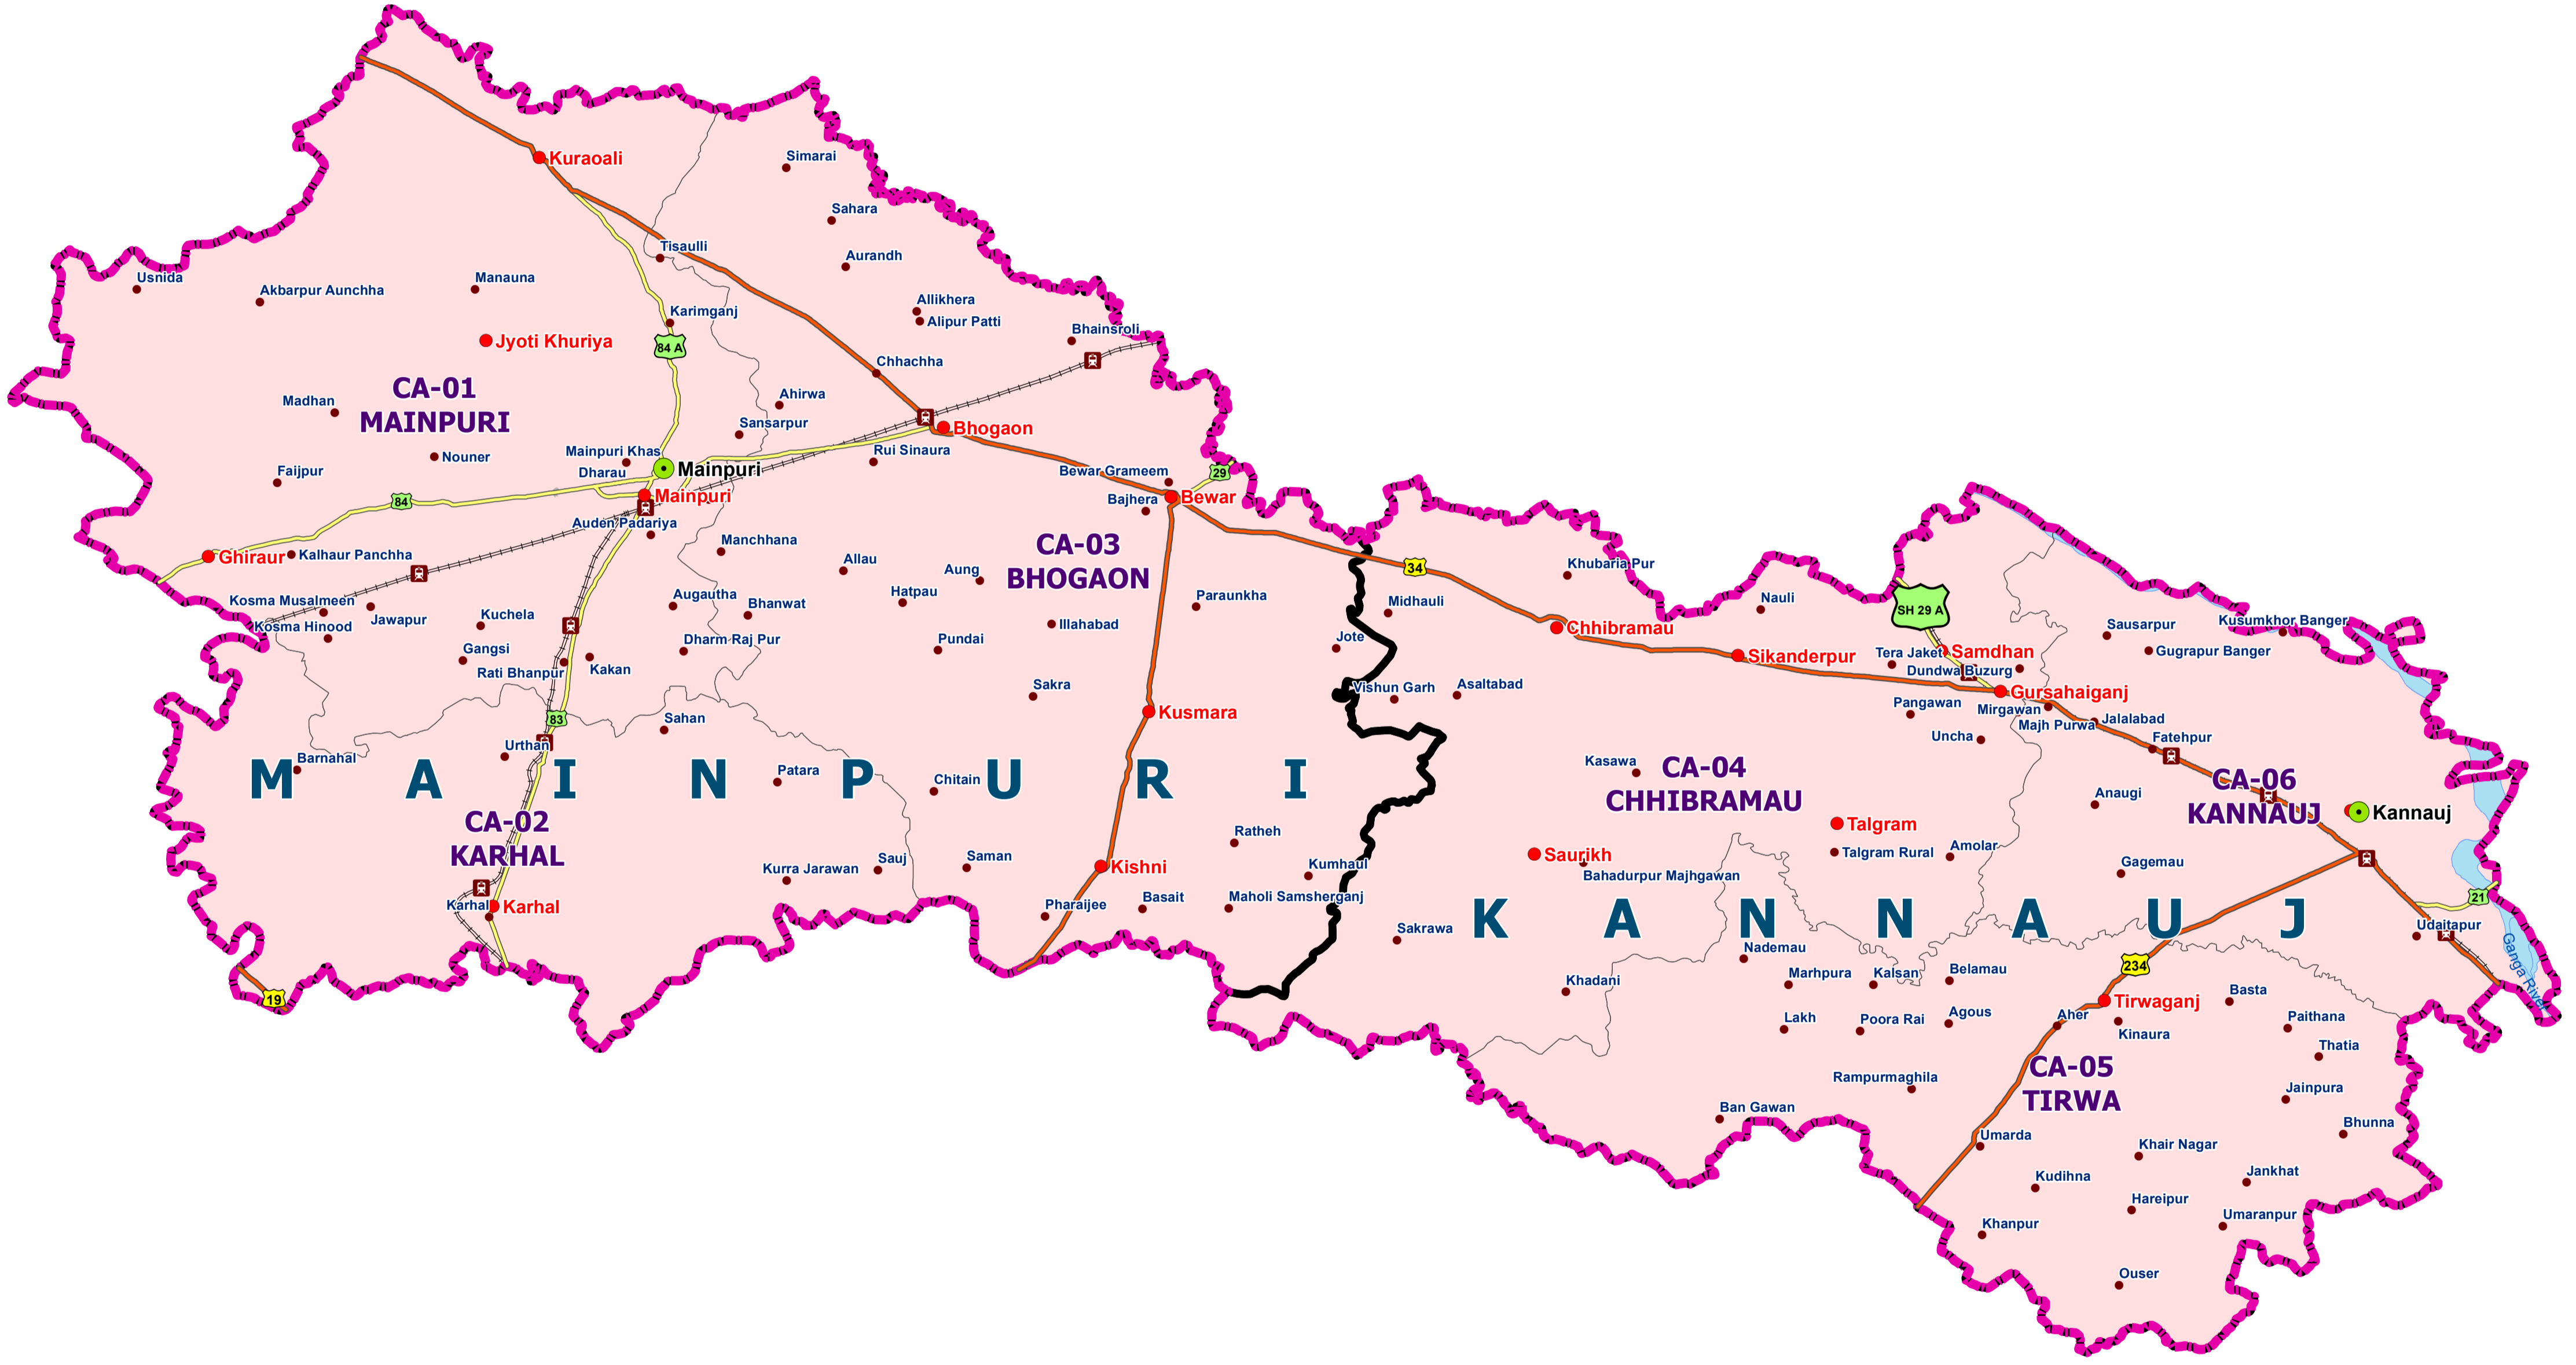 Kuraoali
Simarai
Sahara
Tisaulli
Aurandh
Usnida
Akbarpur Aunchha
Manauna
Karimganj
Allikhera
Alipur Patti
Bhainsroli
Jyoti Khuriya
84 A
Chhachha
CA-01
MAINPURI
Madhan
Ahirwa
Sansarpur
Bhogaon
Nouner
Mainpuri Khas
Rui Sinaura
Faijpur
Dharau
Mainpuri
Bewar Grameem
29
84
Mainpuri
Bajhera
Bewar
Auden Padariya
Ghiraur
Kalhaur Panchha
Manchhana
Allau
Aung
CA-03
BHOGAON
34
Khubaria Pur
Kosma Musalmeen
Jawapur
Kuchela
Augautha
Bhanwat
Hatpau
Paraunkha
Midhauli
Nauli
SH 29 A
Kosma Hinood
Gangsi
Dharm Raj Pur
Pundai
Illahabad
Jote
Chhibramau
Sausarpur
Kusumkhor Banger
Rati Bhanpur
Kakan
Sikanderpur
Tera Jaket
Samdhan
Gugrapur Banger
Dundwa Buzurg
Sakra
Vishun Garh
Asaltabad
Gursahaiganj
83
Sahan
Kusmara
Pangawan
Mirgawan
Majh Purwa
Jalalabad
Urthan
Uncha
Fatehpur
Barnahal
Patara
Chitain
Kasawa
CA-04
CHHIBRAMAU
CA-06
KANNAUJ
MAINPURI
Anaugi
Kannauj
CA-02
KARHAL
Ratheh
Talgram
Kurra Jarawan
Sauj
Saman
Kishni
Kumhaul
Saurikh
Talgram Rural
Amolar
Gagemau
Bahadurpur Majhgawan
Karhal
Karhal
Pharaijee
Basait
Maholi Samsherganj
21
KANNAUJ
Sakrawa
Udaitapur
Nademau
Ganga River
19
Khadani
Marhpura
Kalsan
Belamau
234
Tirwaganj
Basta
Lakh
Poora Rai
Agous
Aher
Kinaura
Paithana
Thatia
CA-05
TIRWA
Rampurmaghila
Jainpura
Ban Gawan
Bhunna
Umarda
Khair Nagar
Kudihna
Jankhat
Hareipur
Khanpur
Umaranpur
Ouser